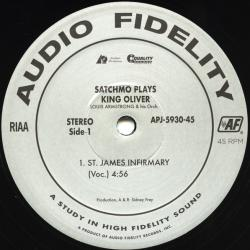 AUDIO FIDELITY
QUALITY
SATCHMO PLAYS
KING OLIVER
LOUIS ARMSTRONG & his Orch.
RIAA
STEREO
Side-1
APJ-5930-45
AF
45 RPM
1. ST. JAMES INFIRMARY
(Voc.) 4:56
Production, A & R: Sidney Frey
A STUDY IN HIGH FIDELITY SOUND
A PRODUCT OF AUDIO FIDELITY RECORDS, INC.